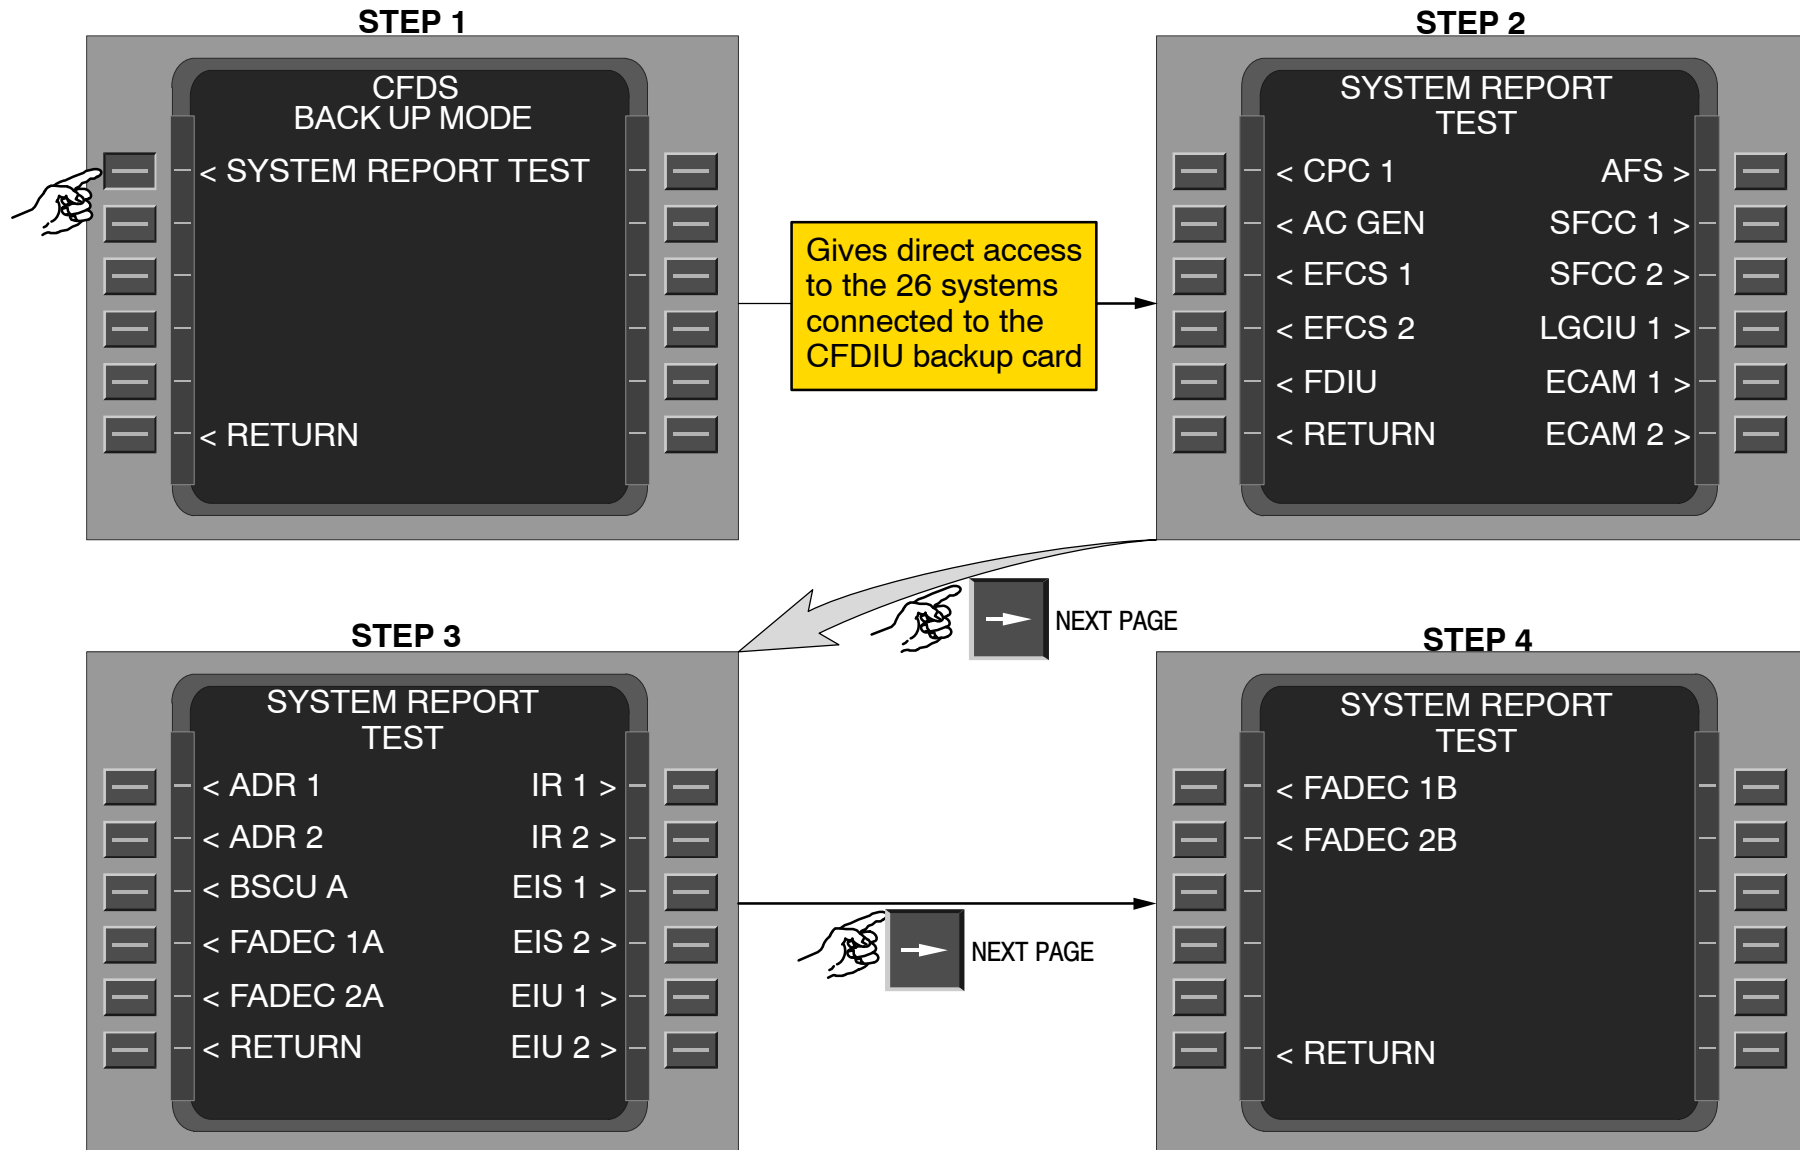 STEP 1
CFDS
BACK UP MODE
< SYSTEM REPORT TEST
< RETURN
Gives direct access
to the 26 systems
connected to the
CFDIU backup card
STEP 2
SYSTEM REPORT
TEST
< CPC 1 AFS >
< AC GEN SFCC 1 >
< EFCS 1 SFCC 2 >
< EFCS 2 LGCIU 1 >
< FDIU ECAM 1 >
< RETURN ECAM 2 >
NEXT PAGE
STEP 3
SYSTEM REPORT
TEST
< ADR 1 IR 1 >
< ADR 2 IR 2 >
< BSCU A EIS 1 >
< FADEC 1A EIS 2 >
< FADEC 2A EIU 1 >
< RETURN EIU 2 >
NEXT PAGE
STEP 4
SYSTEM REPORT
TEST
< FADEC 1B
< FADEC 2B
< RETURN